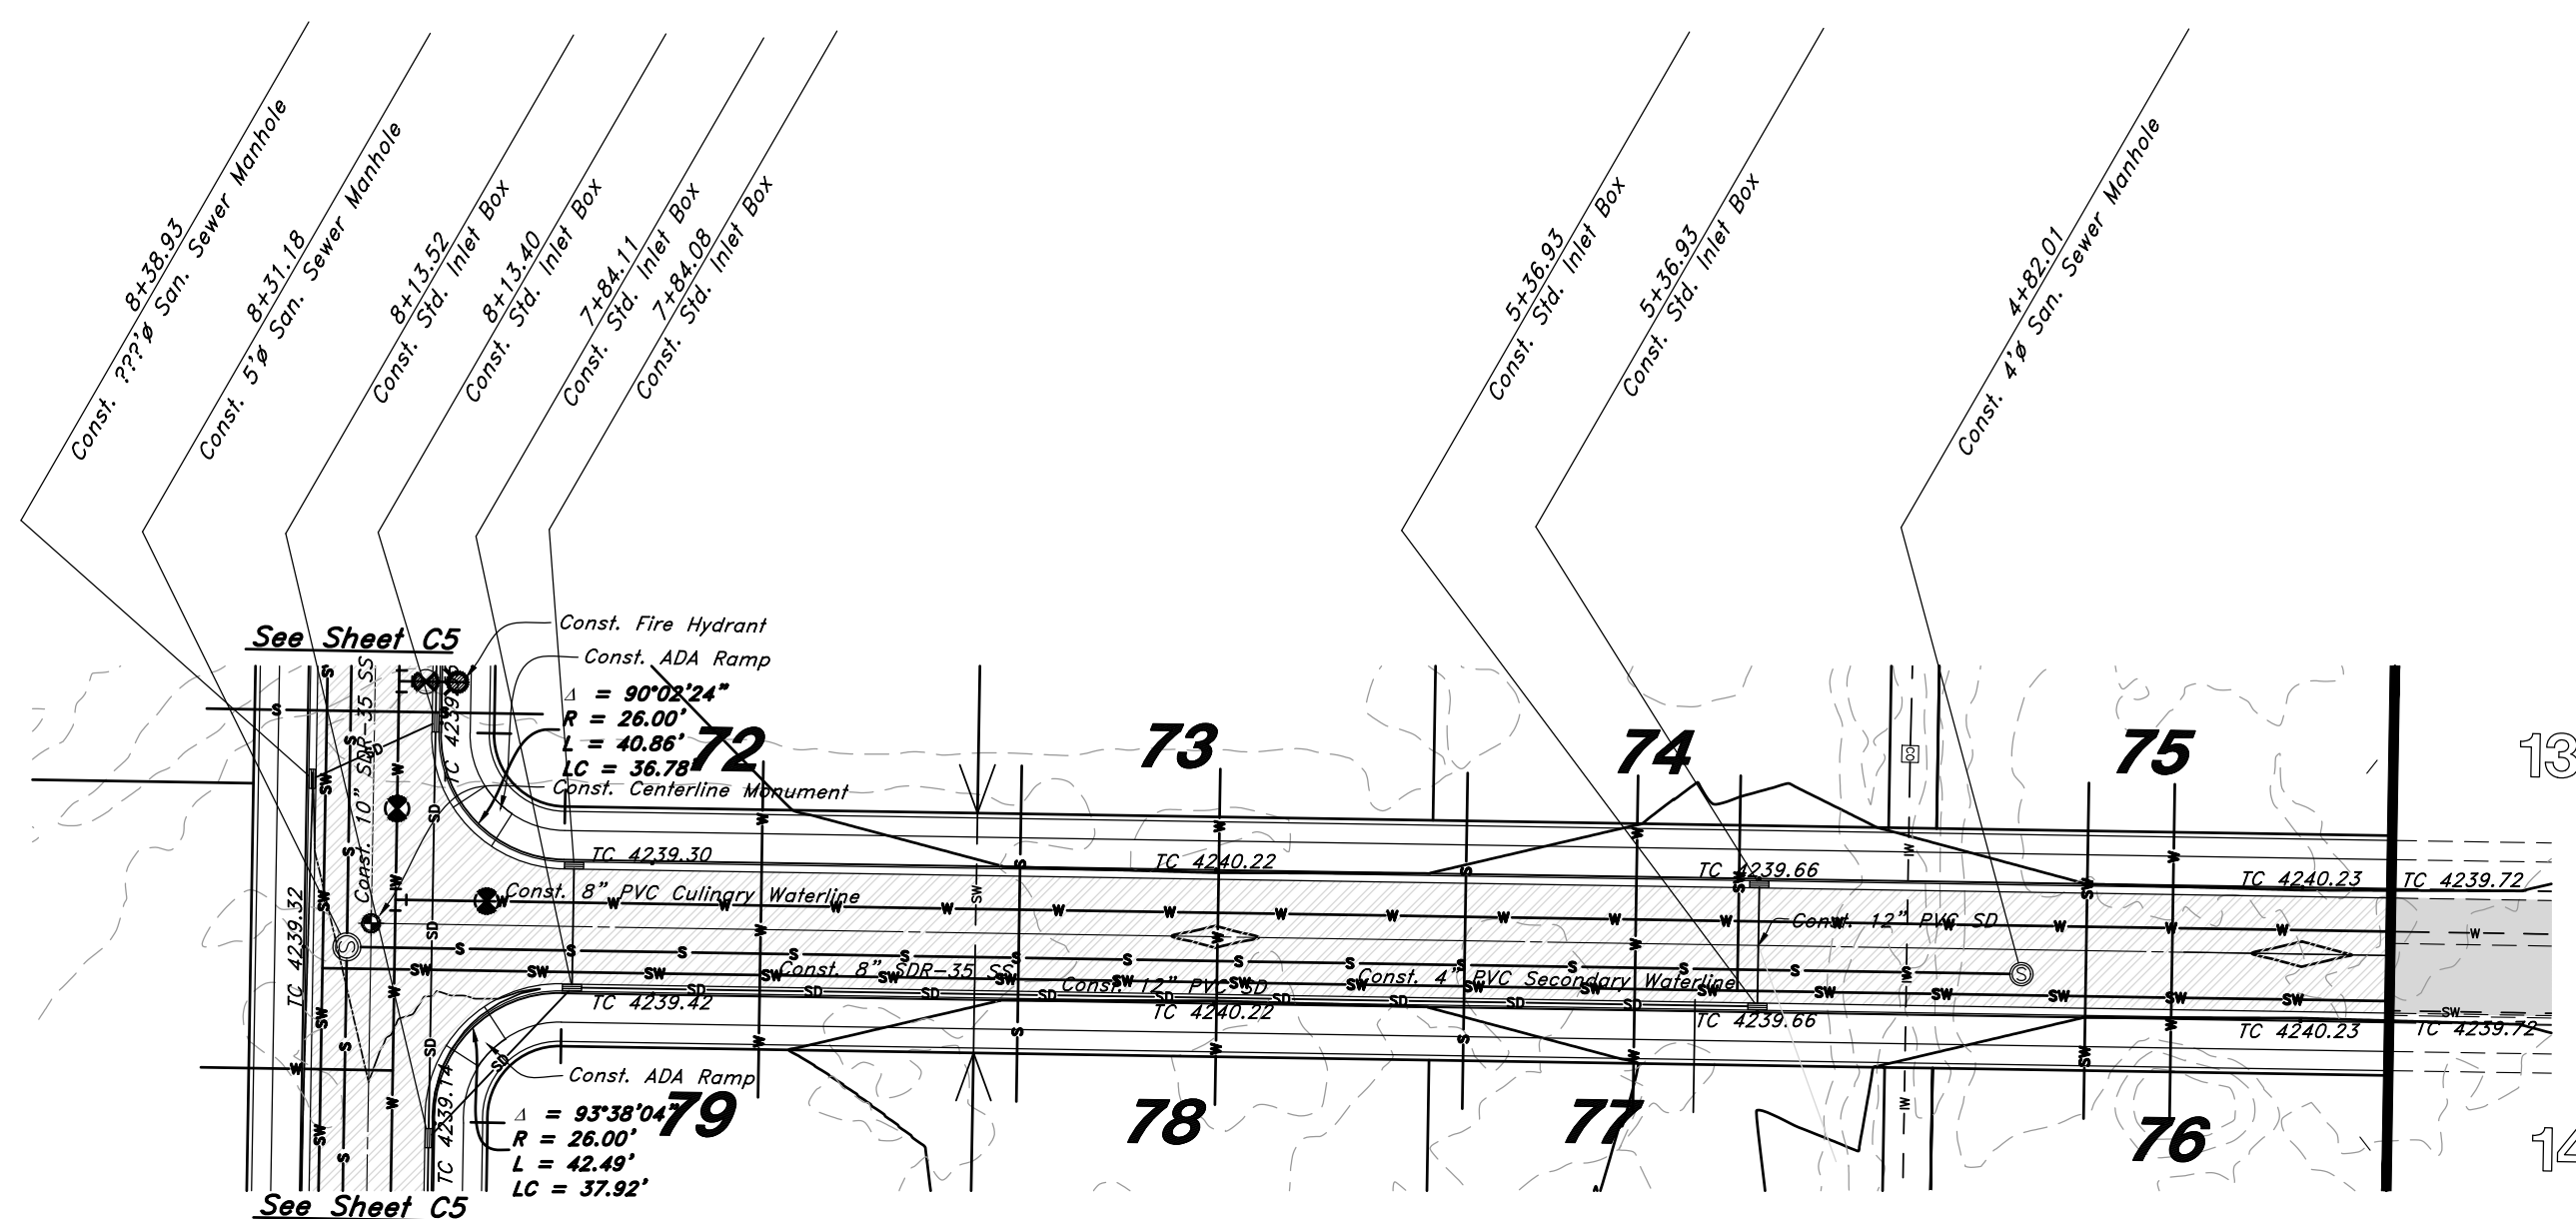 8+38.93
Const. ???'ø San. Sewer Manhole
8+31.18
Const. 5'ø San. Sewer Manhole
8+13.52
Const. Std. Inlet Box
8+13.40
Const. Std. Inlet Box
7+84.11
Const. Std. Inlet Box
7+84.08
Const. Std. Inlet Box
5+36.93
Const. Std. Inlet Box
5+36.93
Const. Std. Inlet Box
4+82.01
Const. 4'ø San. Sewer Manhole
See Sheet C5
Const. Fire Hydrant
Const. ADA Ramp
Δ = 90°02'24"
R = 26.00'
L = 40.86'
LC = 36.78'
Const. Centerline Monument
72
73
74
75
13
8
Const. 10" SDR-35 SS
TC 4239.32
TC 4239.30
TC 4240.22
TC 4239.66
TC 4240.23
TC 4239.72
Const. 8" PVC Culinary Waterline
Const. 12" PVC SD
Const. 8" SDR-35 SS
Const. 12" PVC SD
Const. 4" PVC Secondary Waterline
TC 4239.42
TC 4240.22
TC 4239.66
TC 4240.23
TC 4239.72
Const. ADA Ramp
TC 4239.14
Δ = 93°38'04"
R = 26.00'
L = 42.49'
LC = 37.92'
79
78
77
76
14
See Sheet C5